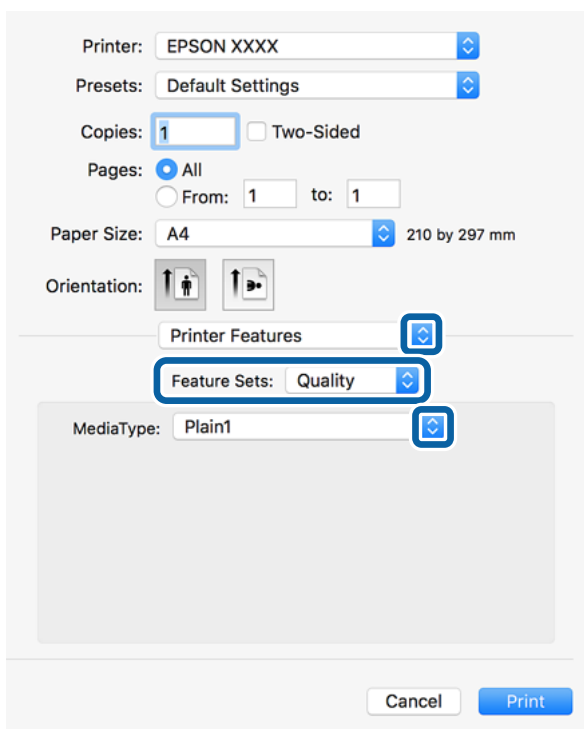 Printer: EPSON XXXX
Presets: Default Settings
Copies: 1 Two-Sided
Pages: All
From: 1 to: 1
Paper Size: A4 210 by 297 mm
Orientation:
Printer Features
Feature Sets: Quality
MediaType: Plain1
Cancel Print